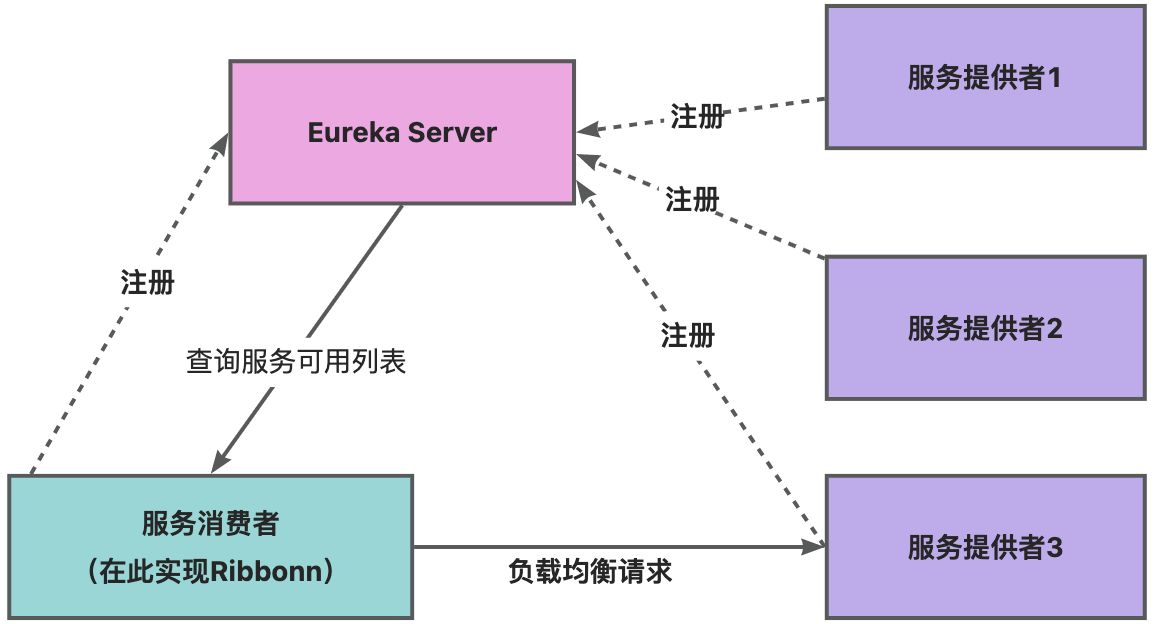 服务提供者1
注册
Eureka Server
注册
注册
服务提供者2
注册
查询服务可用列表
服务消费者
（在此实现Ribbonn）
负载均衡请求
服务提供者3